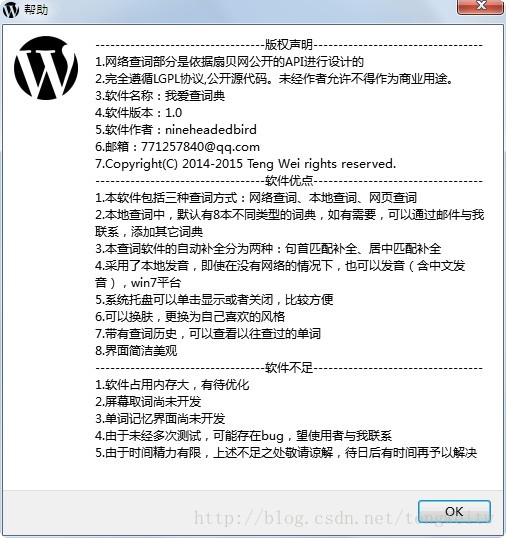 帮助
--------------------------------版权声明--------------------------------
1.网络查词部分是依据扇贝网公开的API进行设计的
2.完全遵循LGPL协议,公开源代码。未经作者允许不得作为商业用途。
3.软件名称：我爱查词典
4.软件版本：1.0
5.软件作者：nineheadedbird
6.邮箱：771257840@qq.com
7.Copyright(C) 2014-2015 Teng Wei rights reserved.
--------------------------------软件优点--------------------------------
1.本软件包括三种查词方式：网络查词、本地查词、网页查词
2.本地查词中，默认有8本不同类型的词典，如有需要，可以通过邮件与我
联系，添加其它词典
3.本查词软件的自动补全分为两种：句首匹配补全、居中匹配补全
4.采用了本地发音，即使在没有网络的情况下，也可以发音（含中文发
音），win7平台
5.系统托盘可以单击显示或者关闭，比较方便
6.可以换肤，更换为自己喜欢的风格
7.带有查词历史，可以查看以往查过的单词
8.界面简洁美观
--------------------------------软件不足--------------------------------
1.软件占用内存大，有待优化
2.屏幕取词尚未开发
3.单词记忆界面尚未开发
4.由于未经多次测试，可能存在bug，望使用者与我联系
5.由于时间精力有限，上述不足之处敬请谅解，待日后有时间再予以解决
OK